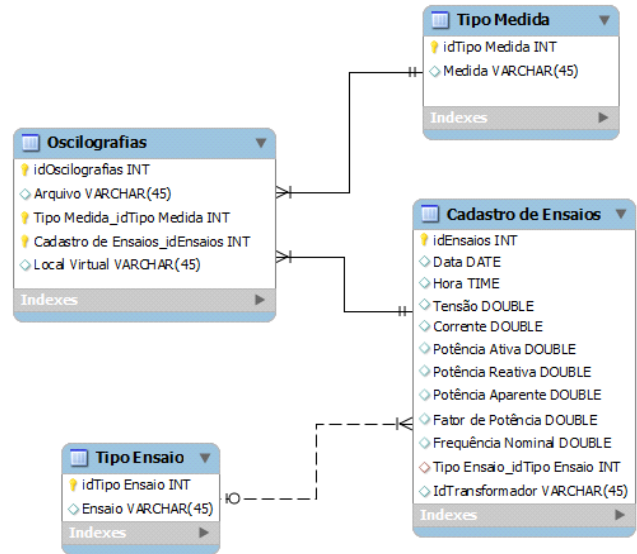 Tipo Medida
idTipo Medida INT
Medida VARCHAR(45)
Indexes
Oscilografias
idOscilografias INT
Arquivo VARCHAR(45)
Tipo Medida_idTipo Medida INT
Cadastro de Ensaios_idEnsaios INT
Local Virtual VARCHAR(45)
Indexes
Cadastro de Ensaios
idEnsaios INT
Data DATE
Hora TIME
Tensão DOUBLE
Corrente DOUBLE
Potência Ativa DOUBLE
Potência Reativa DOUBLE
Potência Aparente DOUBLE
Fator de Potência DOUBLE
Frequência Nominal DOUBLE
Tipo Ensaio_idTipo Ensaio INT
IdTransformador VARCHAR(45)
Indexes
Tipo Ensaio
idTipo Ensaio INT
Ensaio VARCHAR(45)
Indexes